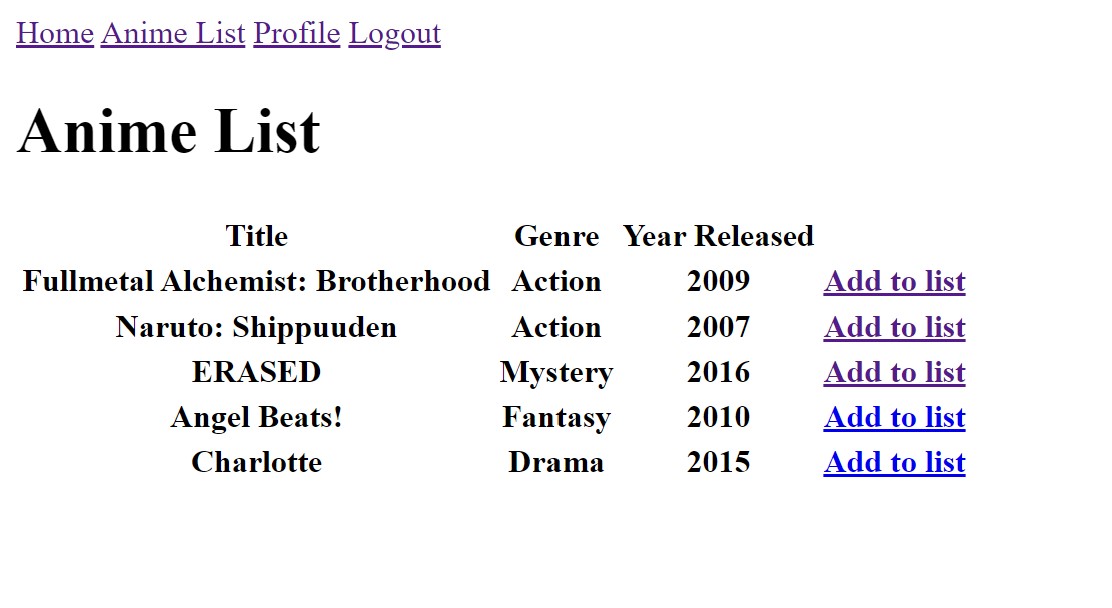 Home Anime List Profile Logout
Anime List
Title Genre Year Released
Fullmetal Alchemist: Brotherhood Action 2009 Add to list
Naruto: Shippuuden Action 2007 Add to list
ERASED Mystery 2016 Add to list
Angel Beats! Fantasy 2010 Add to list
Charlotte Drama 2015 Add to list